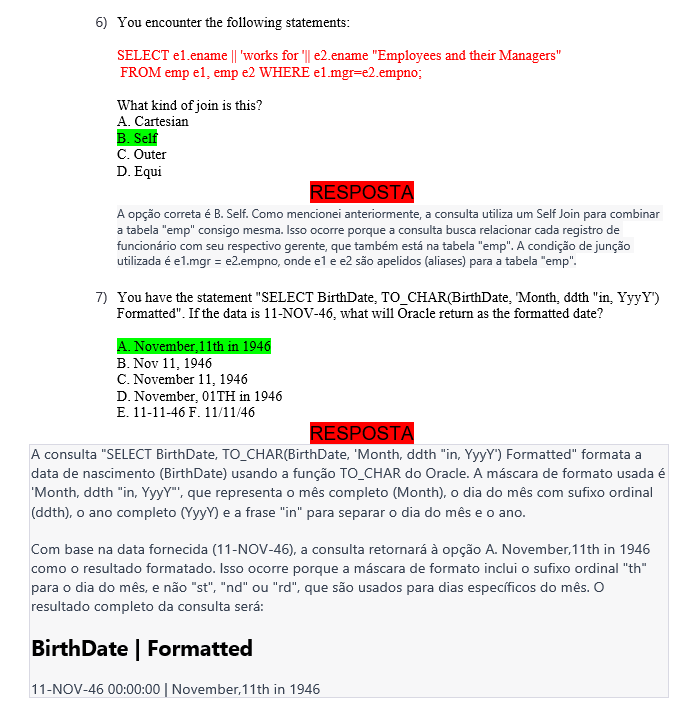 6) You encounter the following statements:
SELECT e1.ename || 'works for '|| e2.ename "Employees and their Managers"
FROM emp e1, emp e2 WHERE e1.mgr=e2.empno;
What kind of join is this?
A. Cartesian
B. Self
C. Outer
D. Equi
RESPOSTA
A opção correta é B. Self. Como mencionei anteriormente, a consulta utiliza um Self Join para combinar
a tabela "emp" consigo mesma. Isso ocorre porque a consulta busca relacionar cada registro de
funcionário com seu respectivo gerente, que também está na tabela "emp". A condição de junção
utilizada é e1.mgr = e2.empno, onde e1 e e2 são apelidos (aliases) para a tabela "emp".
7) You have the statement "SELECT BirthDate, TO_CHAR(BirthDate, 'Month, ddth "in, YyyY')
Formatted". If the data is 11-NOV-46, what will Oracle return as the formatted date?
A. November,11th in 1946
B. Nov 11, 1946
C. November 11, 1946
D. November, 01TH in 1946
E. 11-11-46 F. 11/11/46
RESPOSTA
A consulta "SELECT BirthDate, TO_CHAR(BirthDate, 'Month, ddth "in, YyyY') Formatted" formata a
data de nascimento (BirthDate) usando a função TO_CHAR do Oracle. A máscara de formato usada é
'Month, ddth "in, YyyY"', que representa o mês completo (Month), o dia do mês com sufixo ordinal
(ddth), o ano completo (YyyY) e a frase "in" para separar o dia do mês e o ano.
Com base na data fornecida (11-NOV-46), a consulta retornará à opção A. November,11th in 1946
como o resultado formatado. Isso ocorre porque a máscara de formato inclui o sufixo ordinal "th"
para o dia do mês, e não "st", "nd" ou "rd", que são usados para dias específicos do mês. O
resultado completo da consulta será:
BirthDate | Formatted
11-NOV-46 00:00:00 | November,11th in 1946